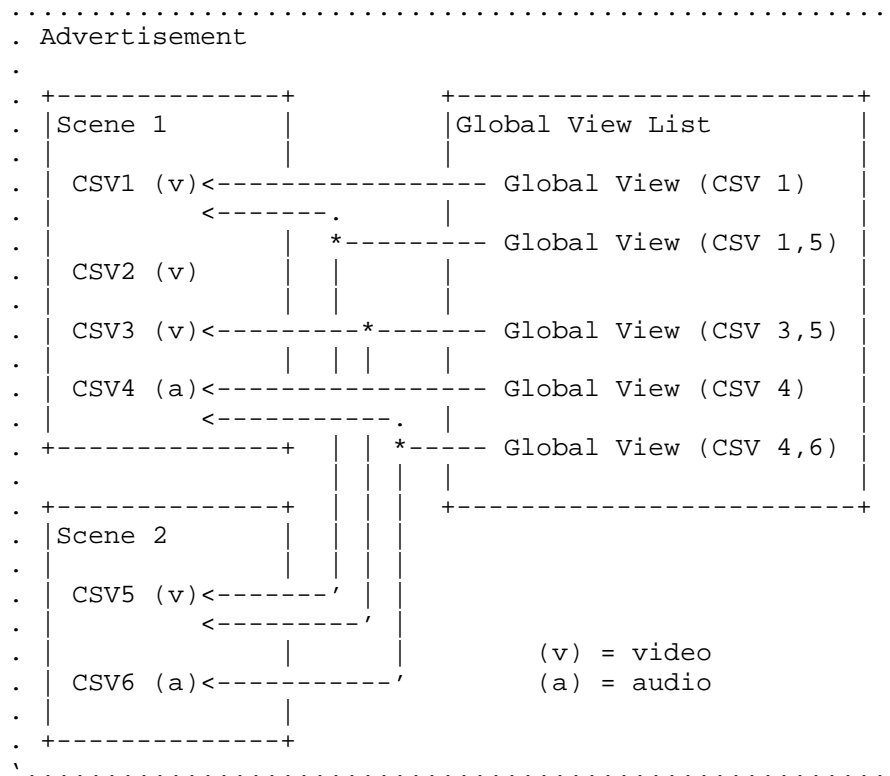 Advertisement
Scene 1
Global View List
CSV1 (v)<----------------- Global View (CSV 1)
<-------.
*--------- Global View (CSV 1,5)
CSV2 (v)
CSV3 (v)<---------*------- Global View (CSV 3,5)
CSV4 (a)<----------------- Global View (CSV 4)
<-----------.
*----- Global View (CSV 4,6)
Scene 2
CSV5 (v)<-------’
<---------’
(v) = video
CSV6 (a)<-----------’ (a) = audio